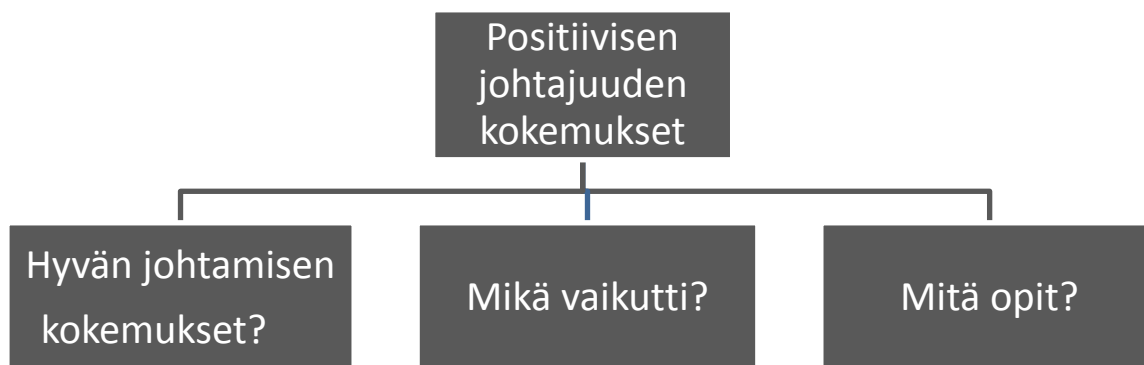 Positiivisen
johtajuuden
kokemukset
Hyvän johtamisen
kokemukset?
Mikä vaikutti?
Mitä opit?